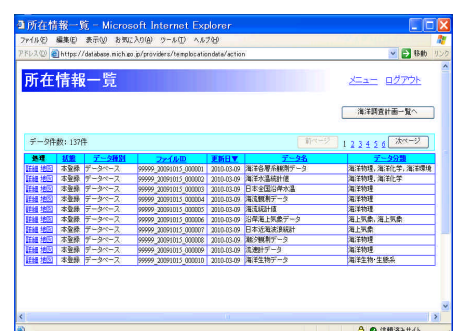 所在情報一覧 - Microsoft Internet Explorer
ファイル(F) 編集(E) 表示(V) お気に入り(A) ツール(T) ヘルプ(H)
アドレス(D) https://database.mich.go.jp/providers/templocationdata/action 移動 リンク
所在情報一覧 メニュー ログアウト
海洋調査計画一覧へ
データ件数: 137件 前ページ 1 2 3 4 5 6 次ページ
処理 状態 データ種別 ファイルID 更新日▼ データ名 データ分類
詳細 地図 本登録 データベース 99999_20091015_000001 2010-03-09 海洋各層系観測データ 海洋物理, 海洋化学, 海洋環境
詳細 地図 本登録 データベース 99999_20091015_000002 2010-03-09 海洋水温統計値 海洋物理, 海洋化学
詳細 地図 本登録 データベース 99999_20091015_000003 2010-03-09 日本全国沿岸水温 海洋物理
詳細 地図 本登録 データベース 99999_20091015_000004 2010-03-09 海流観測データ 海洋物理
詳細 地図 本登録 データベース 99999_20091015_000005 2010-03-09 海流統計値 海洋物理
詳細 地図 本登録 データベース 99999_20091015_000006 2010-03-09 沿岸海上気象データ 海上気象, 海上気象
詳細 地図 本登録 データベース 99999_20091015_000007 2010-03-09 日本近海波浪統計 海上気象
詳細 地図 本登録 データベース 99999_20091015_000008 2010-03-09 潮汐観測データ 海洋物理
詳細 地図 本登録 データベース 99999_20091015_000009 2010-03-09 流速計データ 海洋物理
詳細 地図 本登録 データベース 99999_20091015_000010 2010-03-09 海洋生物データ 海洋生物・生態系
信頼済みサイト